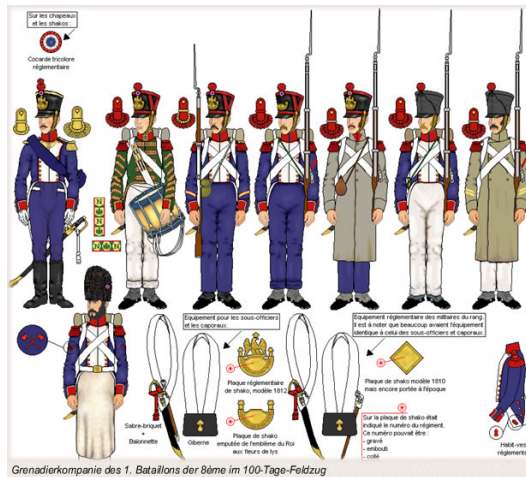 Sur les chapeaux
et les shakos :
Cocarde tricolore
réglementaire
N
N
N
N
Equipement pour les sous-officiers
et les caporaux.
Equipement réglementaire des militaires du rang.
Il est à noter que beaucoup avaient l'équipement
identique à celui des sous-officiers et caporaux
Plaque réglementaire
de shako, modèle 1812
Plaque de shako modèle 1810
mais encore portée à l'époque
Sabre-briquet
+
Baïonnette
Giberne
Plaque de shako
emputée de l'emblème du Roi
aux fleurs de lys
Sur la plaque de shako était
indiqué le numéro du régiment.
Ce numéro pouvait être :
- gravé
- embouti
- collé
Habit-ves
réglement
Grenadierkompanie des 1. Bataillons der 8ème im 100-Tage-Feldzug